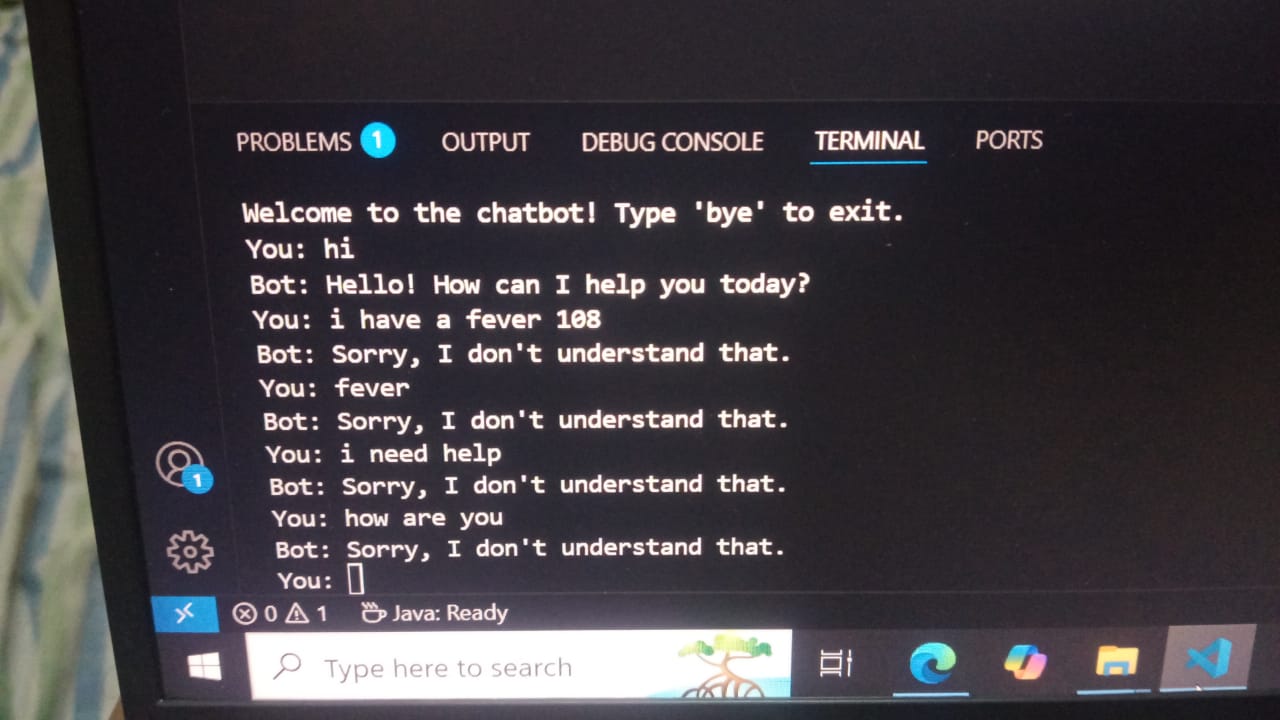 PROBLEMS 1 OUTPUT DEBUG CONSOLE TERMINAL PORTS
Welcome to the chatbot! Type 'bye' to exit.
You: hi
Bot: Hello! How can I help you today?
You: i have a fever 108
Bot: Sorry, I don't understand that.
You: fever
Bot: Sorry, I don't understand that.
You: i need help
Bot: Sorry, I don't understand that.
You: how are you
Bot: Sorry, I don't understand that.
You:
1
0 1 Java: Ready
Type here to search